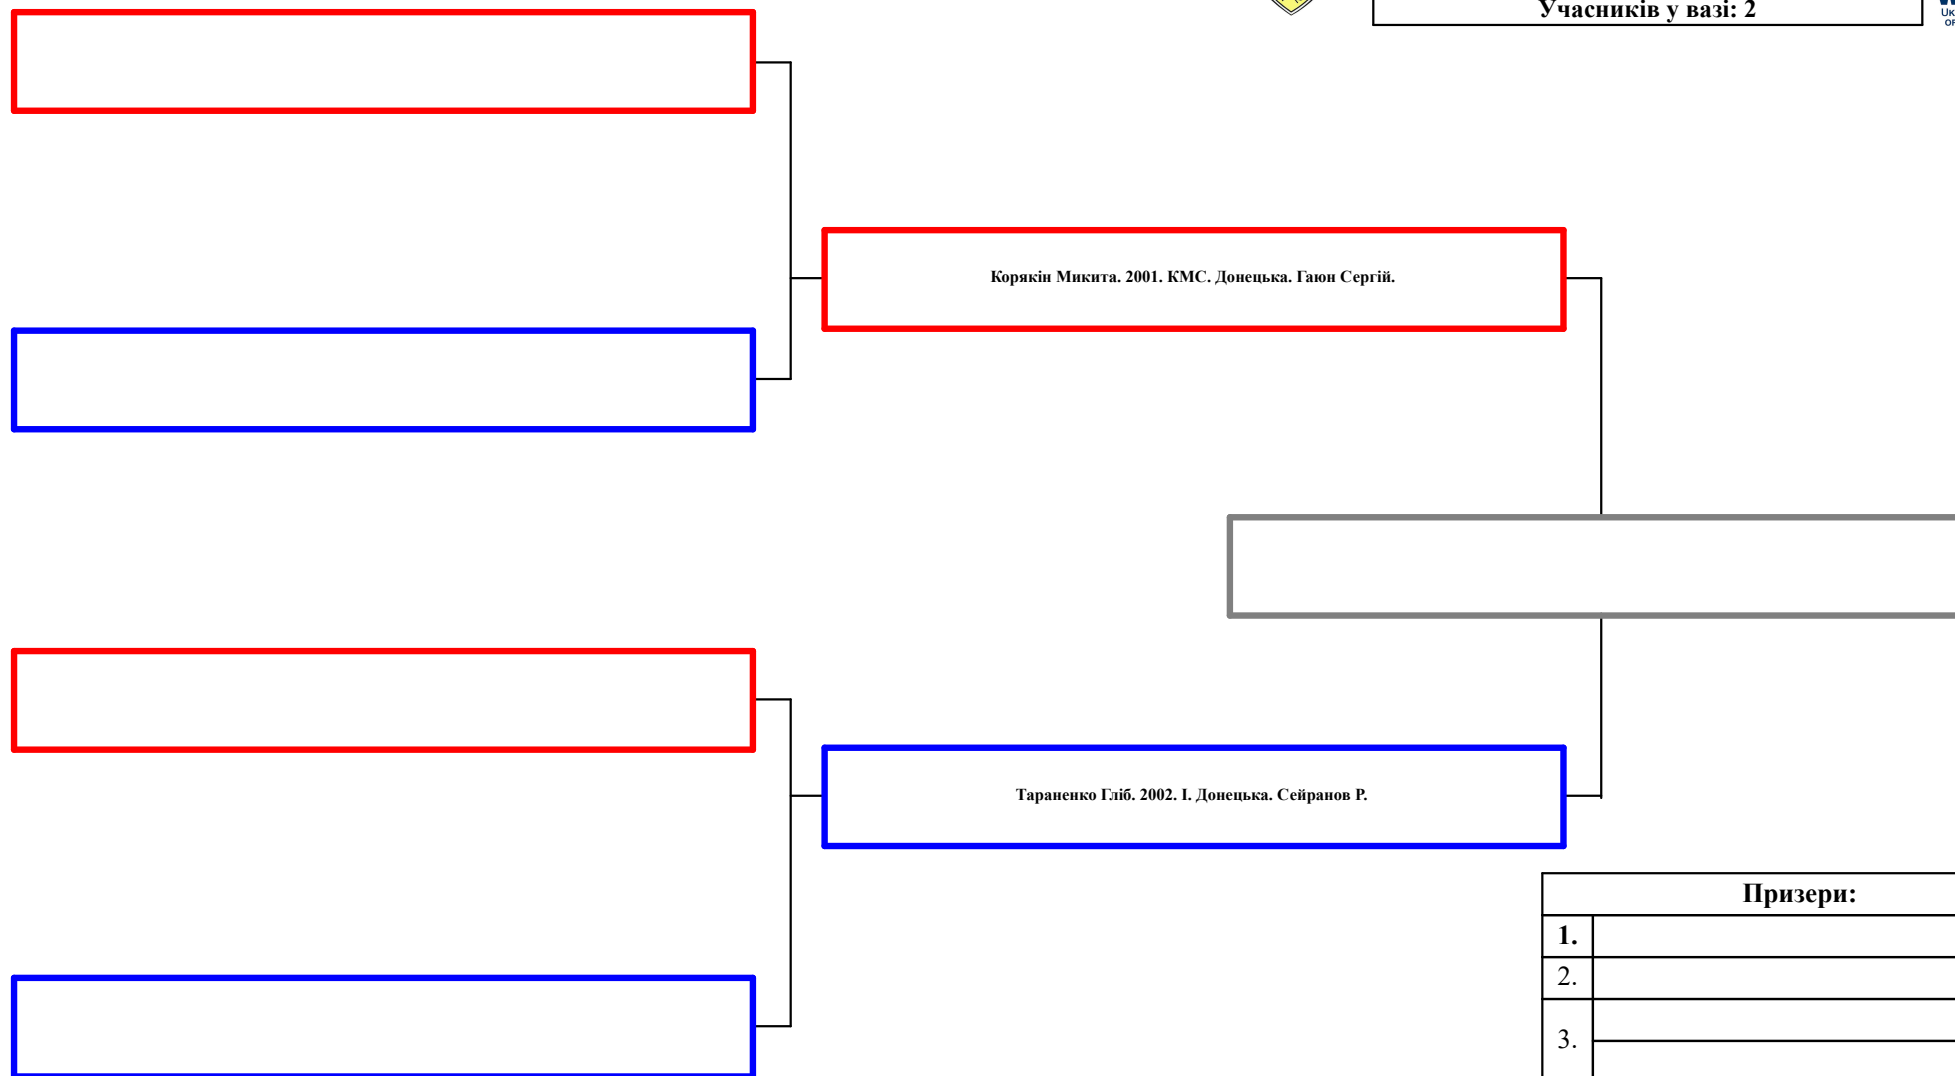 Учасників у вазі: 2
Корякін Микита. 2001. КМС. Донецька. Гаюн Сергій.
Тараненко Гліб. 2002. І. Донецька. Сейранов Р.
Призери:
1.
2.
3.